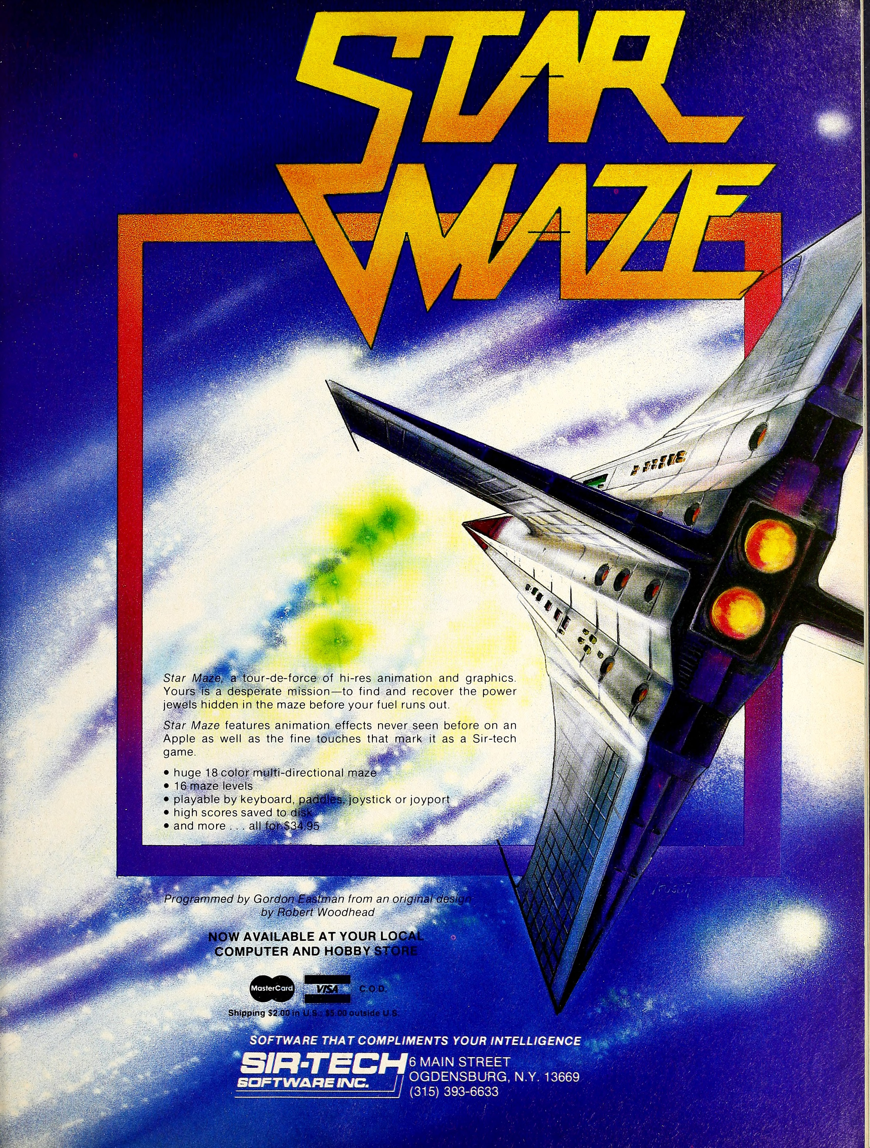 STAR
MAZE
Star Maze, a tour-de-force of hi-res animation and graphics.
Yours is a desperate mission—to find and recover the power
jewels hidden in the maze before your fuel runs out.
Star Maze features animation effects never seen before on an
Apple as well as the fine touches that mark it as a Sir-tech
game.
• huge 18 color multi-directional maze
• 16 maze levels
• playable by keyboard, paddles, joystick or joyport
• high scores saved to disk
• and more . . . all for $34.95
Programmed by Gordon Eastman from an original design
by Robert Woodhead
NOW AVAILABLE AT YOUR LOCAL
COMPUTER AND HOBBY STORE
MasterCard VISA C.O.D.
Shipping $2.00 in U.S.; $5.00 outside U.S.
SOFTWARE THAT COMPLIMENTS YOUR INTELLIGENCE
SIR-TECH
SOFTWARE INC.
6 MAIN STREET
OGDENSBURG, N.Y. 13669
(315) 393-6633